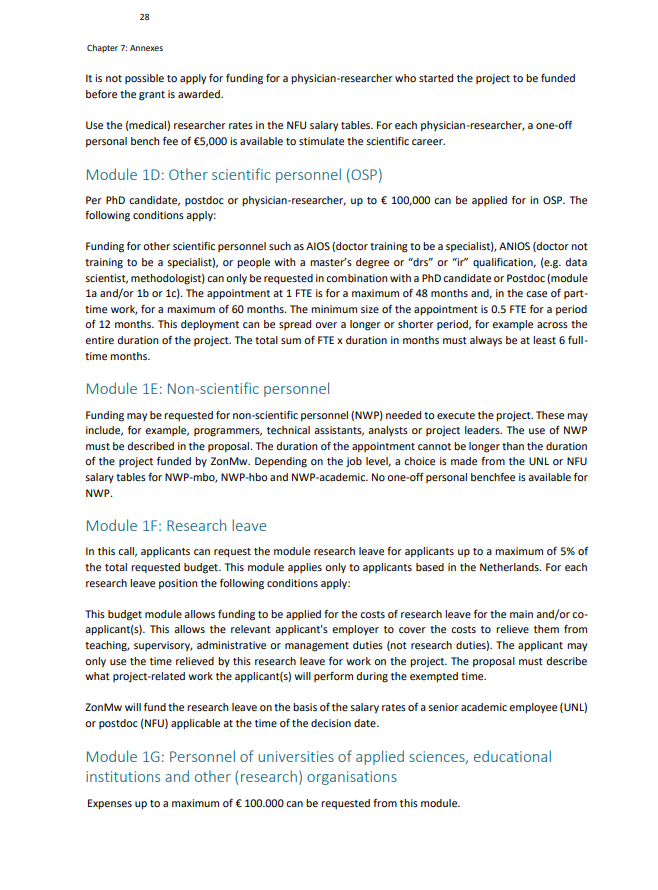 28
Chapter 7: Annexes
It is not possible to apply for funding for a physician-researcher who started the project to be funded
before the grant is awarded.
Use the (medical) researcher rates in the NFU salary tables. For each physician-researcher, a one-off
personal bench fee of €5,000 is available to stimulate the scientific career.
Module 1D: Other scientific personnel (OSP)
Per PhD candidate, postdoc or physician-researcher, up to € 100,000 can be applied for in OSP. The
following conditions apply:
Funding for other scientific personnel such as AIOS (doctor training to be a specialist), ANIOS (doctor not
training to be a specialist), or people with a master's degree or “drs” or “ir” qualification, (e.g. data
scientist, methodologist) can only be requested in combination with a PhD candidate or Postdoc (module
1a and/or 1b or 1c). The appointment at 1 FTE is for a maximum of 48 months and, in the case of part-
time work, for a maximum of 60 months. The minimum size of the appointment is 0.5 FTE for a period
of 12 months. This deployment can be spread over a longer or shorter period, for example across the
entire duration of the project. The total sum of FTE x duration in months must always be at least 6 full-
time months.
Module 1E: Non-scientific personnel
Funding may be requested for non-scientific personnel (NWP) needed to execute the project. These may
include, for example, programmers, technical assistants, analysts or project leaders. The use of NWP
must be described in the proposal. The duration of the appointment cannot be longer than the duration
of the project funded by ZonMw. Depending on the job level, a choice is made from the UNL or NFU
salary tables for NWP-mbo, NWP-hbo and NWP-academic. No one-off personal benchfee is available for
NWP.
Module 1F: Research leave
In this call, applicants can request the module research leave for applicants up to a maximum of 5% of
the total requested budget. This module applies only to applicants based in the Netherlands. For each
research leave position the following conditions apply:
This budget module allows funding to be applied for the costs of research leave for the main and/or co-
applicant(s). This allows the relevant applicant's employer to cover the costs to relieve them from
teaching, supervisory, administrative or management duties (not research duties). The applicant may
only use the time relieved by this research leave for work on the project. The proposal must describe
what project-related work the applicant(s) will perform during the exempted time.
ZonMw will fund the research leave on the basis of the salary rates of a senior academic employee (UNL)
or postdoc (NFU) applicable at the time of the decision date.
Module 1G: Personnel of universities of applied sciences, educational
institutions and other (research) organisations
Expenses up to a maximum of € 100.000 can be requested from this module.